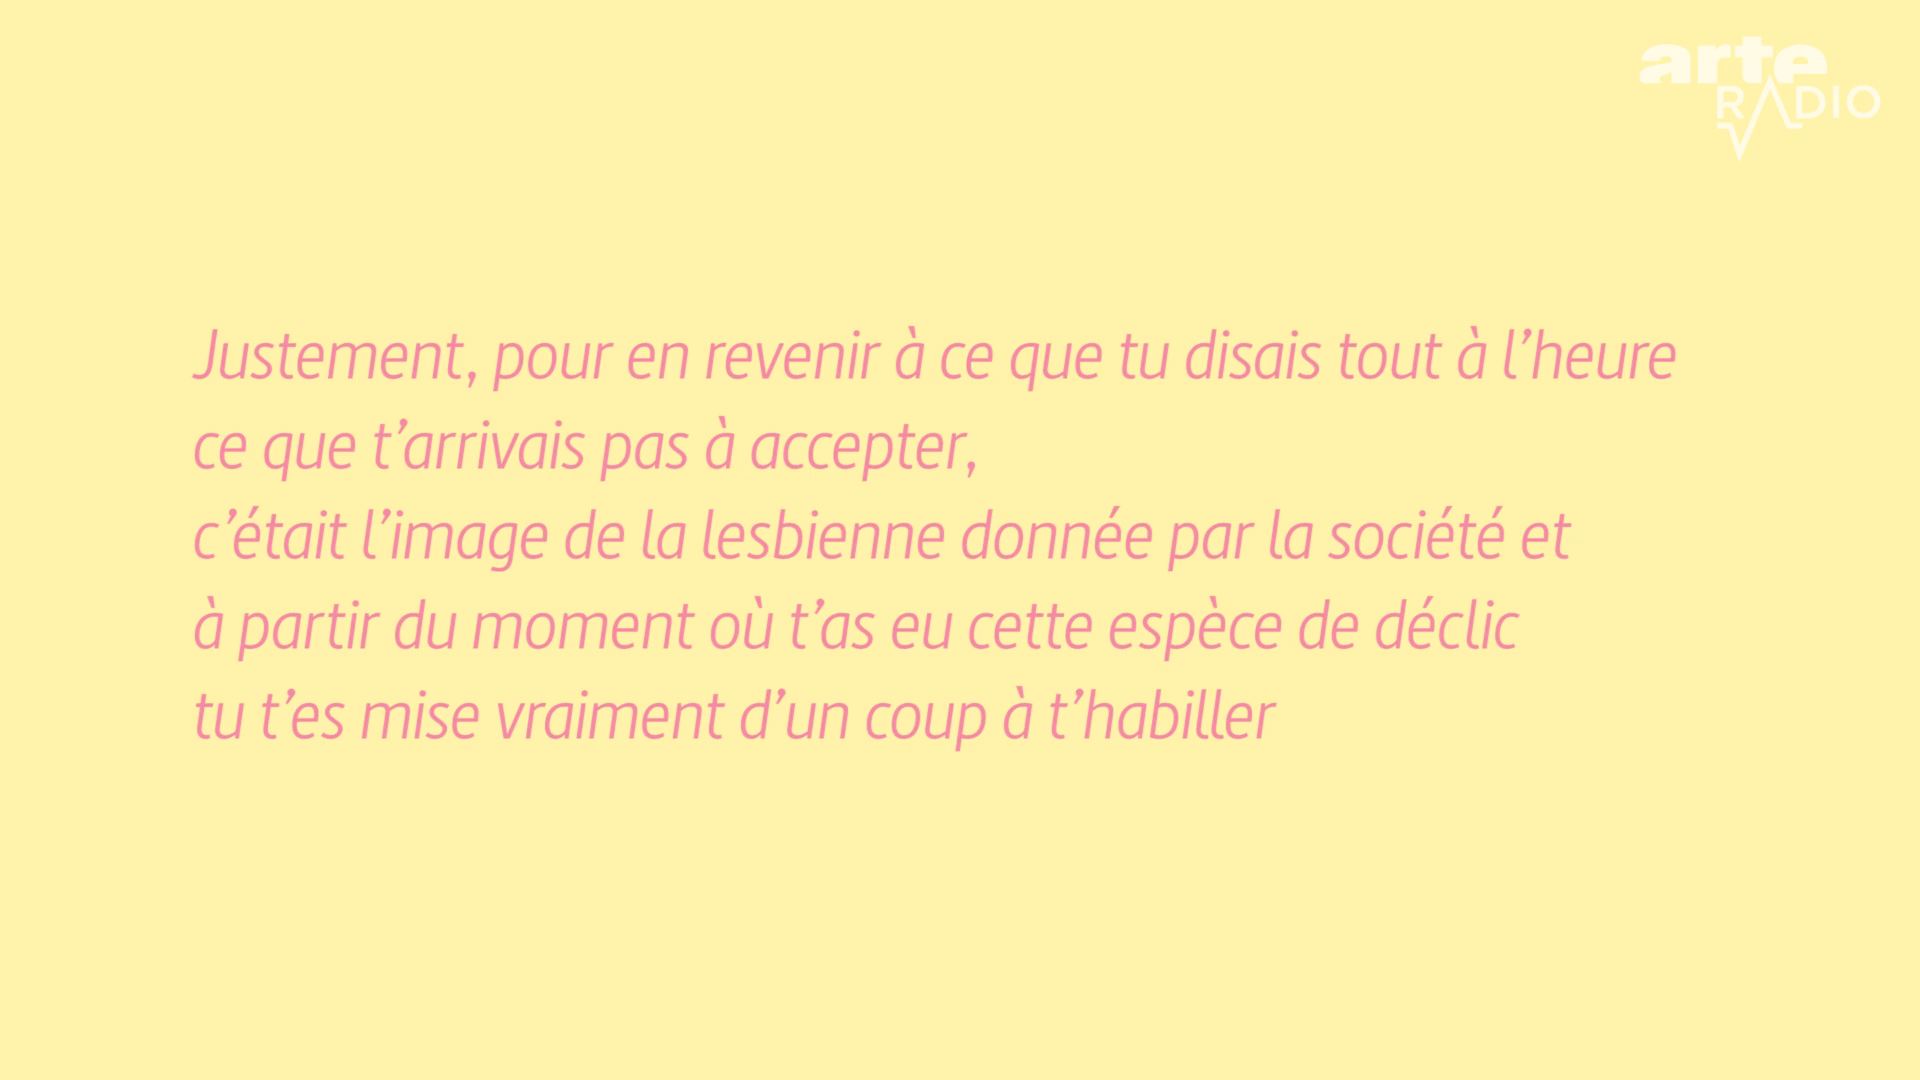 arte
RADIO
Justement, pour en revenir à ce que tu disais tout à l’heure
ce que t’arrivais pas à accepter,
c’était l’image de la lesbienne donnée par la société et
à partir du moment où t’as eu cette espèce de déclic
tu t’es mise vraiment d’un coup à t’habiller